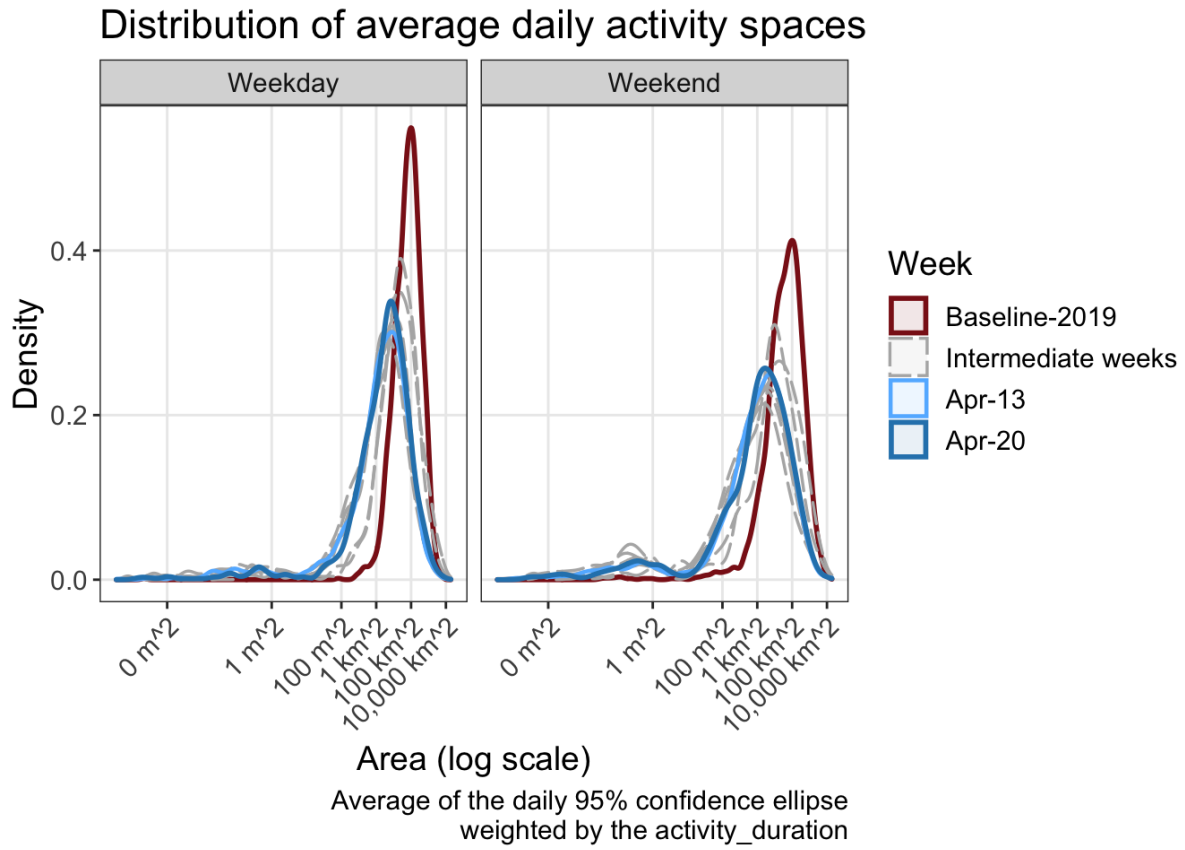 Distribution of average daily activity spaces
Weekday
Weekend
Density
0.4
0.2
0.0
0 m^2
1 m^2
100 m^2
1 km^2
100 km^2
10,000 km^2
0 m^2
1 m^2
100 m^2
1 km^2
100 km^2
10,000 km^2
Area (log scale)
Average of the daily 95% confidence ellipse
weighted by the activity_duration
Week
Baseline-2019
Intermediate weeks
Apr-13
Apr-20